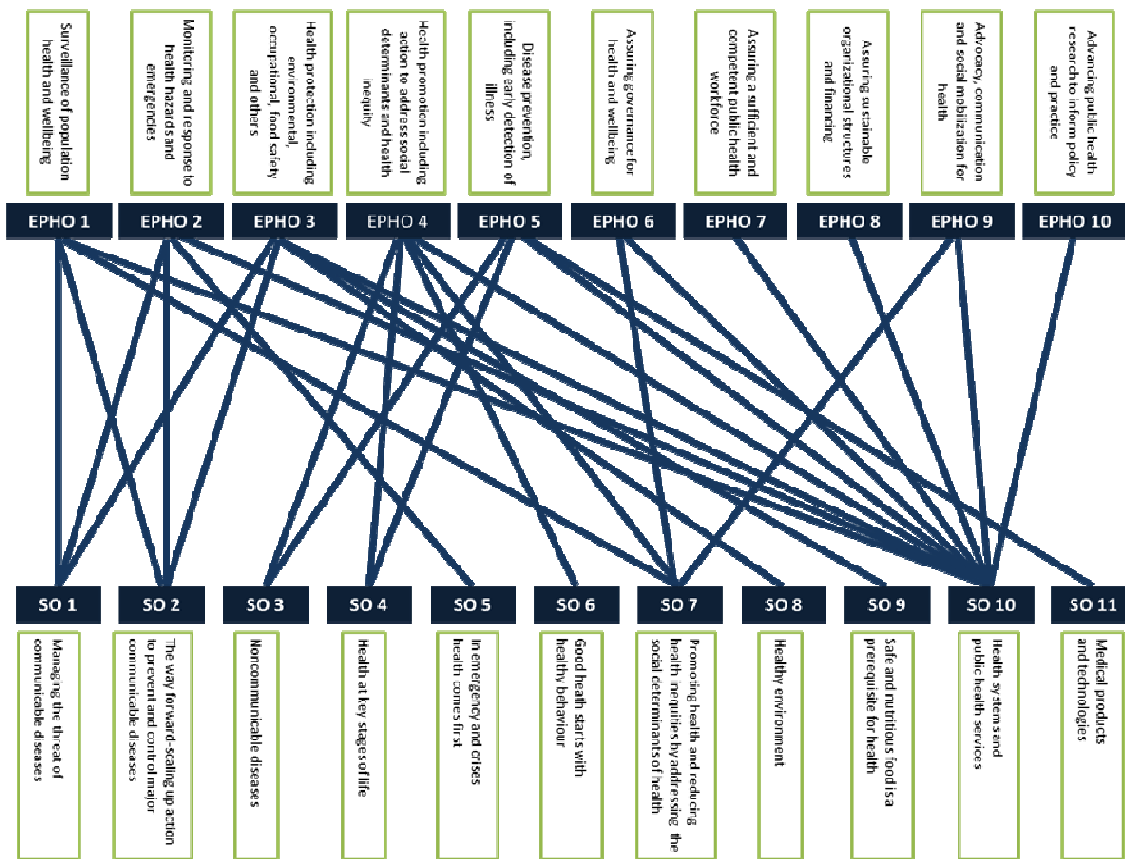 Surveillance of population
health and wellbeing
Monitoring and response to
health hazards and
emergencies
Health protection including
environmental,
occupational, food safety
and others
Health promotion including
action to address social
determinants and health
inequity
Disease prevention,
including early detection of
illness
Assuring governance for
health and wellbeing
Assuring a sufficient and
competent public health
workforce
Assuring sustainable
organizational structures
and financing
Advocacy, communication
and social mobilization for
health
Advancing public health
research to inform policy
and practice
EPHO 1
EPHO 2
EPHO 3
EPHO 4
EPHO 5
EPHO 6
EPHO 7
EPHO 8
EPHO 9
EPHO 10
SO 1
SO 2
SO 3
SO 4
SO 5
SO 6
SO 7
SO 8
SO 9
SO 10
SO 11
Managing the threat of
communicable diseases
The way forward-scaling up action
to prevent and control major
communicable diseases
Noncommunicable diseases
Health at key stages of life
In emergency and crises
health comes first
Good heath starts with
healthy behaviour
Promoting health and reducing
health inequities by addressing the
social determinants of health
Healthy environment
Safe and nutritious food is a
prerequisite for health
Health systems and
public health services
Medical products
and technologies